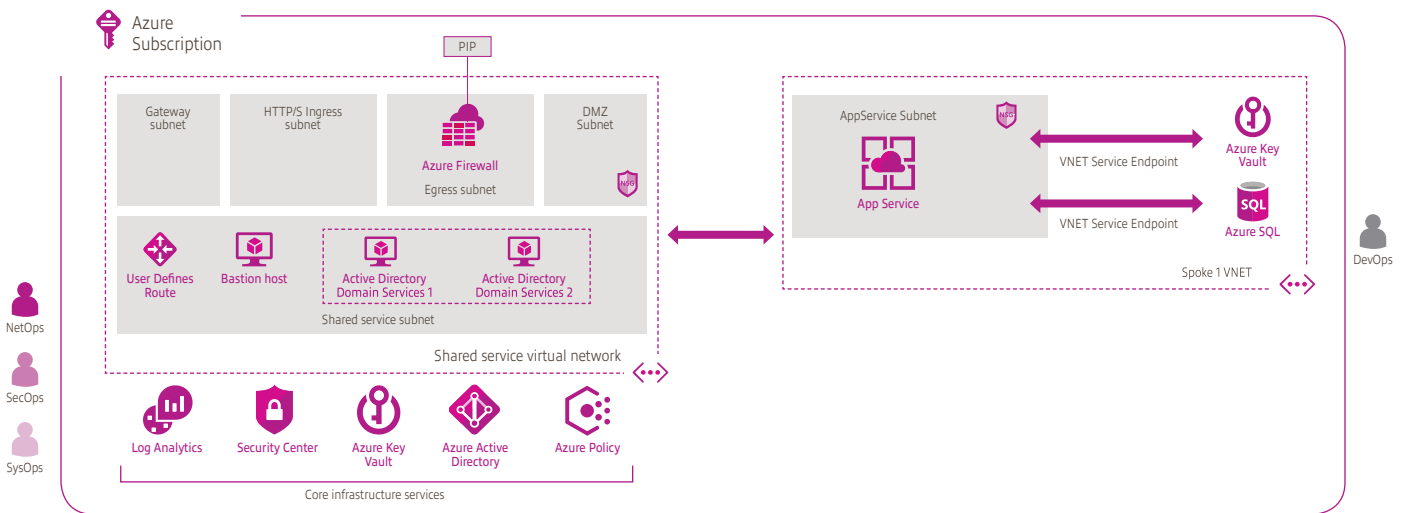 Azure
Subscription
PIP
Gateway
subnet
HTTP/S Ingress
subnet
Azure Firewall
Egress subnet
DMZ
Subnet
NSG
User Defines
Route
Bastion host
Active Directory
Domain Services 1
Active Directory
Domain Services 2
Shared service subnet
Shared service virtual network
AppService Subnet
NSG
App Service
VNET Service Endpoint
VNET Service Endpoint
Azure Key
Vault
SQL
Azure SQL
Spoke 1 VNET
DevOps
NetOps
SecOps
SysOps
Log Analytics
Security Center
Azure Key
Vault
Azure Active
Directory
Azure Policy
Core infrastructure services